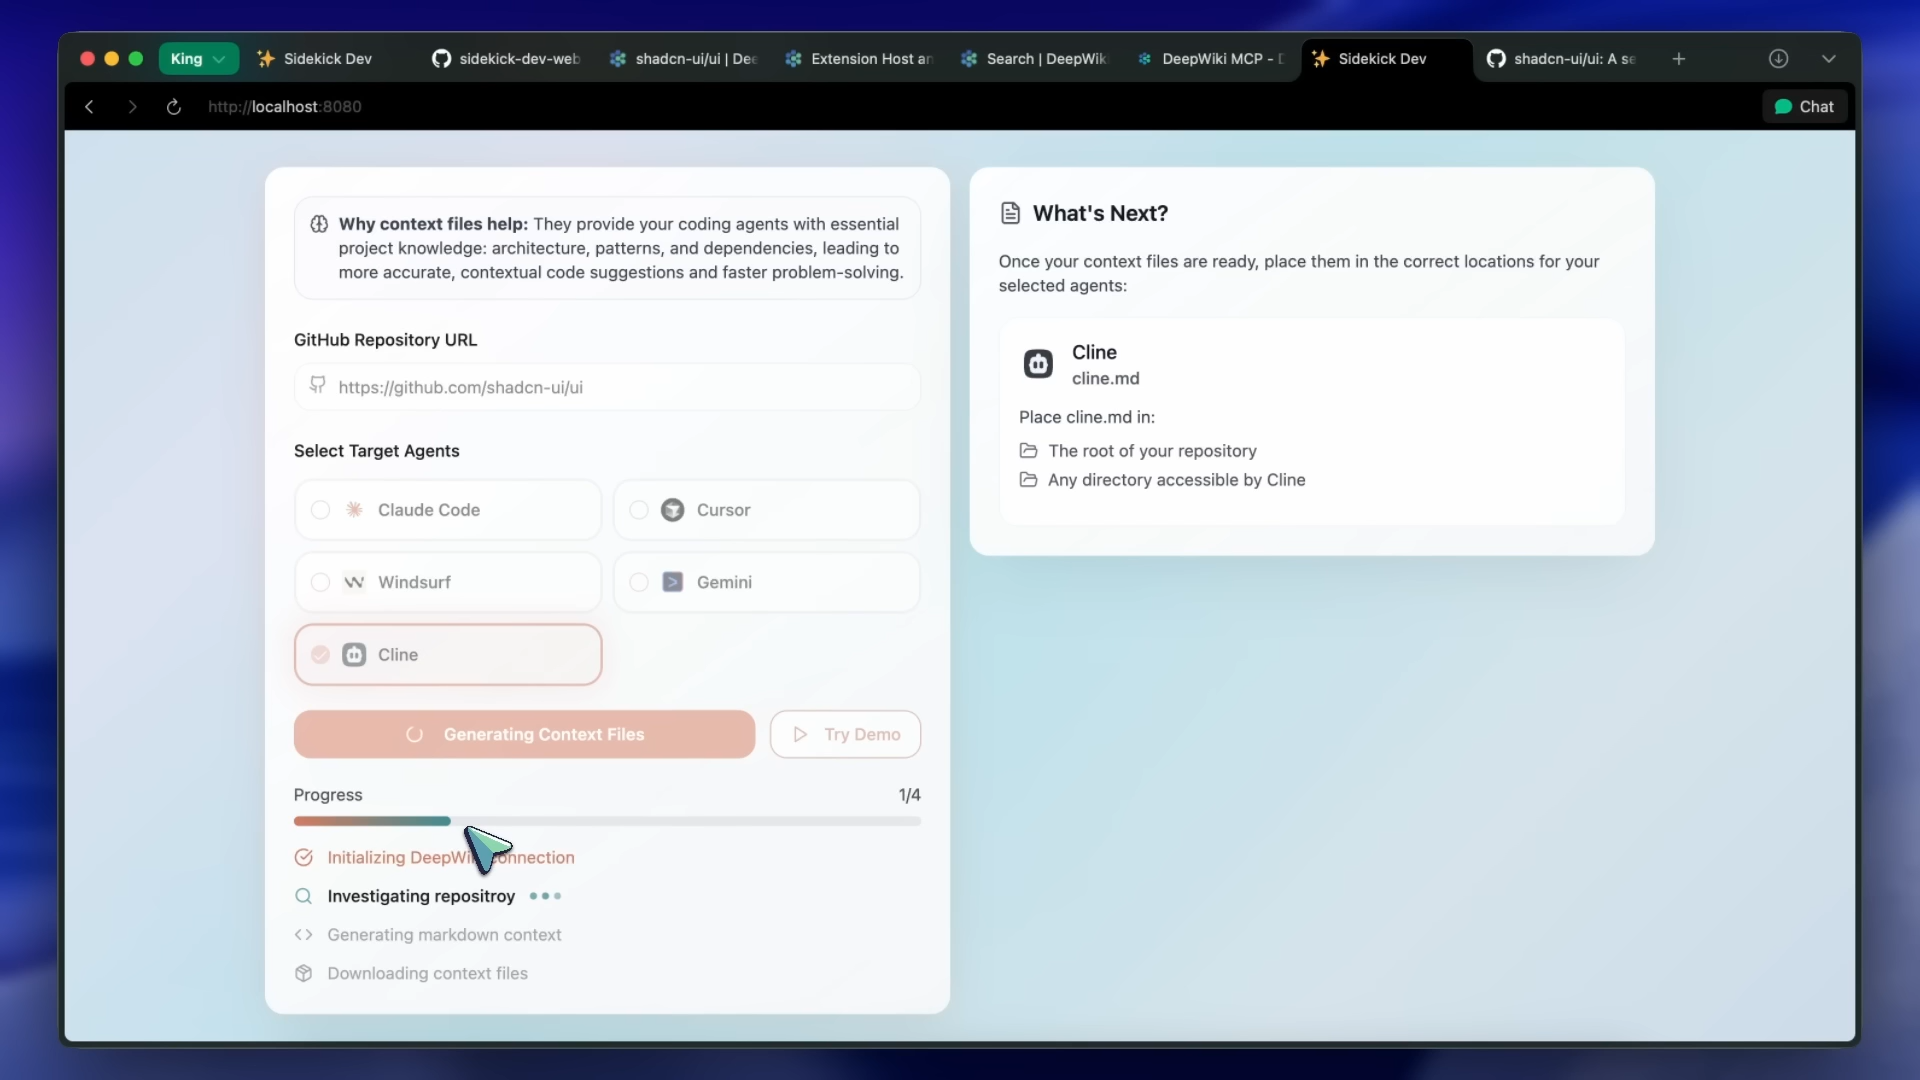 King
Sidekick Dev
sidekick-dev-web
shadcn-ui/ui | Dee
Extension Host an
Search | DeepWiki
DeepWiki MCP - D
Sidekick Dev
shadcn-ui/ui: A se
http://localhost:8080
Chat
Why context files help: They provide your coding agents with essential
project knowledge: architecture, patterns, and dependencies, leading to
more accurate, contextual code suggestions and faster problem-solving.
GitHub Repository URL
https://github.com/shadcn-ui/ui
Select Target Agents
Claude Code
Cursor
Windsurf
Gemini
Cline
Generating Context Files
Try Demo
Progress
1/4
Initializing DeepWiki connection
Investigating repositroy
Generating markdown context
Downloading context files
What's Next?
Once your context files are ready, place them in the correct locations for your
selected agents:
Cline
cline.md
Place cline.md in:
The root of your repository
Any directory accessible by Cline